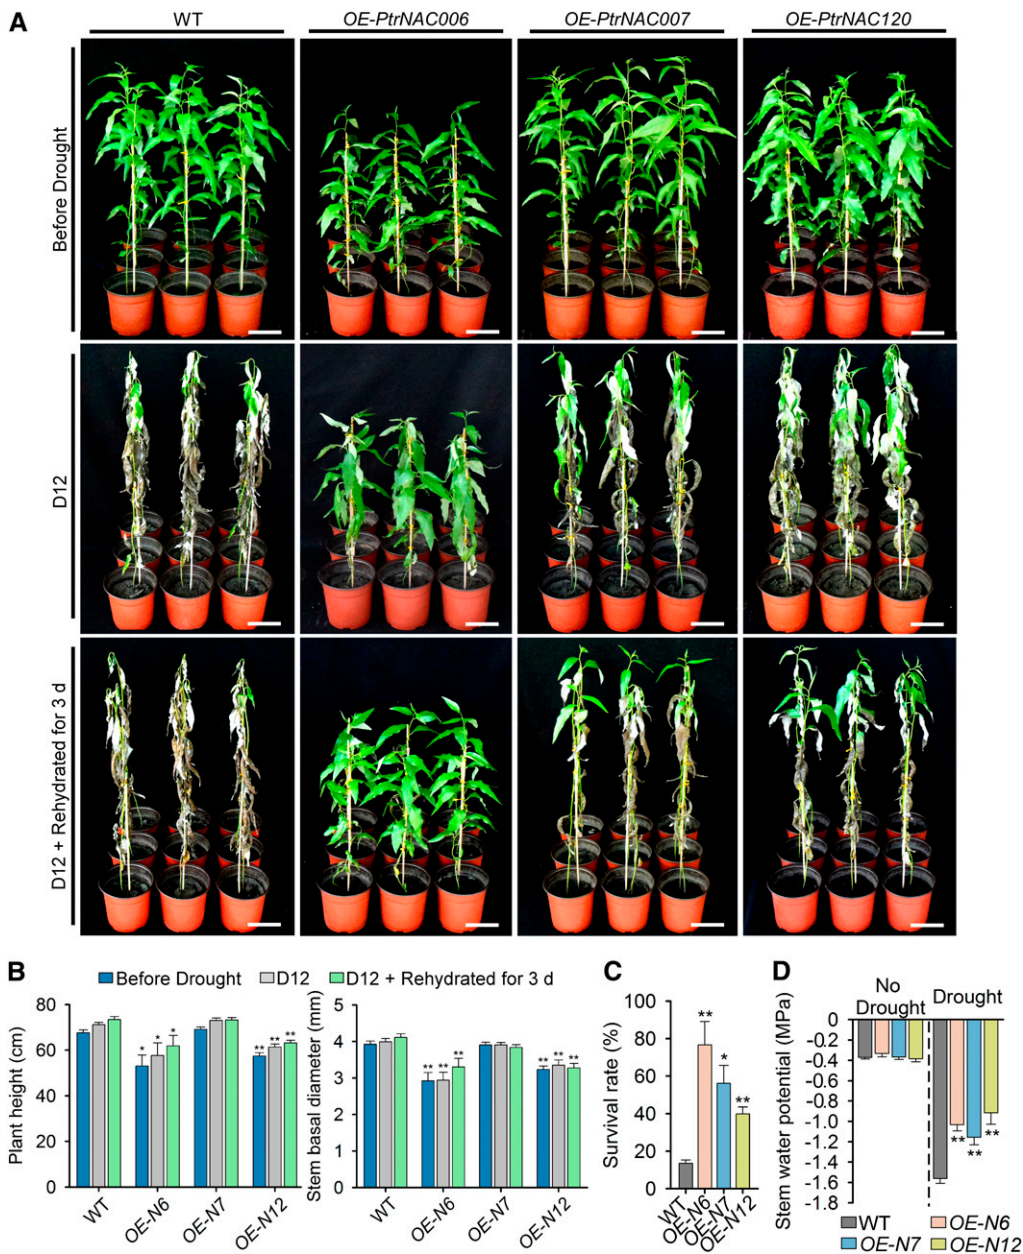 A
WT
OE-PtrNAC006
OE-PtrNAC007
OE-PtrNAC120
Before Drought
D12
D12 + Rehydrated for 3 d
B
Before Drought
D12
D12 + Rehydrated for 3 d
Plant height (cm)
80
60
40
20
0
* * *
** ** **
WT
OE-N6
OE-N7
OE-N12
Stem basal diameter (mm)
5
4
3
2
1
0
** ** **
** ** **
WT
OE-N6
OE-N7
OE-N12
C
Survival rate (%)
100
80
60
40
20
0
**
*
**
WT
OE-N6
OE-N7
OE-N12
D
No
Drought
Drought
Stem water potential (MPa)
0
-0.2
-0.4
-0.6
-0.8
-1.0
-1.2
-1.4
-1.6
-1.8
** ** **
WT
OE-N6
OE-N7
OE-N12